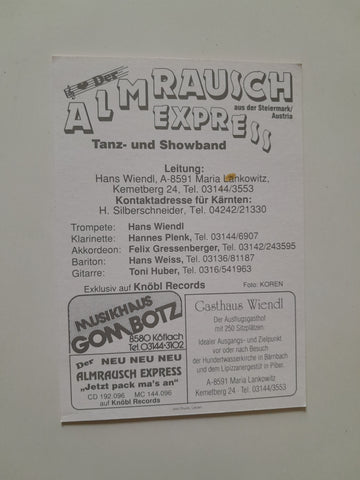 Der
ALMRAUSCH
EXPRESS
aus der Steiermark/
Austria
Tanz- und Showband
Leitung:
Hans Wiendl, A-8591 Maria Lankowitz,
Kemetberg 24, Tel. 03144/3553
Kontaktadresse für Kärnten:
H. Silberschneider, Tel. 04242/21330
Trompete: Hans Wiendl
Klarinette: Hannes Plenk, Tel. 03144/6907
Akkordeon: Felix Gressenberger, Tel. 03142/243595
Bariton: Hans Weiss, Tel. 03136/81187
Gitarre: Toni Huber, Tel. 0316/541963
Exklusiv auf Knöbl Records
Foto: KOREN
MUSIKHAUS
GOMBOTZ
8580 Köflach
Tel.03144-3102
Der NEU NEU NEU
ALMRAUSCH EXPRESS
„Jetzt pack ma's an"
CD 192 096 MC 144 096
auf Knöbl Records
Gasthaus Wiendl
Der Ausflugsgasthof
mit 250 Sitzplätzen.
Idealer Ausgangs- und Zielpunkt
vor oder nach Besuch
der Hundertwasserkirche in Bärnbach
und dem Lipizzanergestüt in Piber.
A-8591 Maria Lankowitz
Kemetberg 24 Tel. 03144/3553